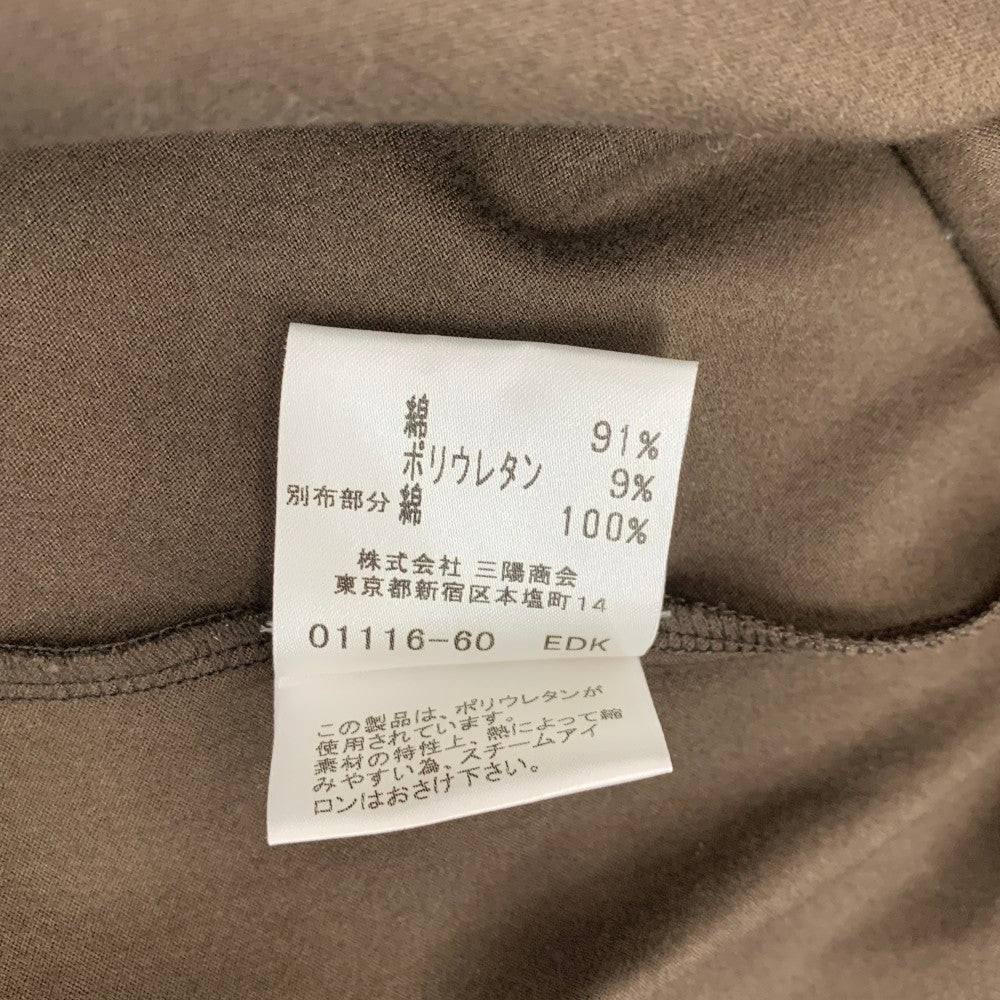 綿 91%
ポリウレタン 9%
別布部分 綿 100%
株式会社 三陽商会
東京都新宿区本塩町14
01116-60 EDK
この製品は、ポリウレタンが
使用されています。
素材の特性上、熱によって縮
みやすい為、スチームアイ
ロンはおさけ下さい。